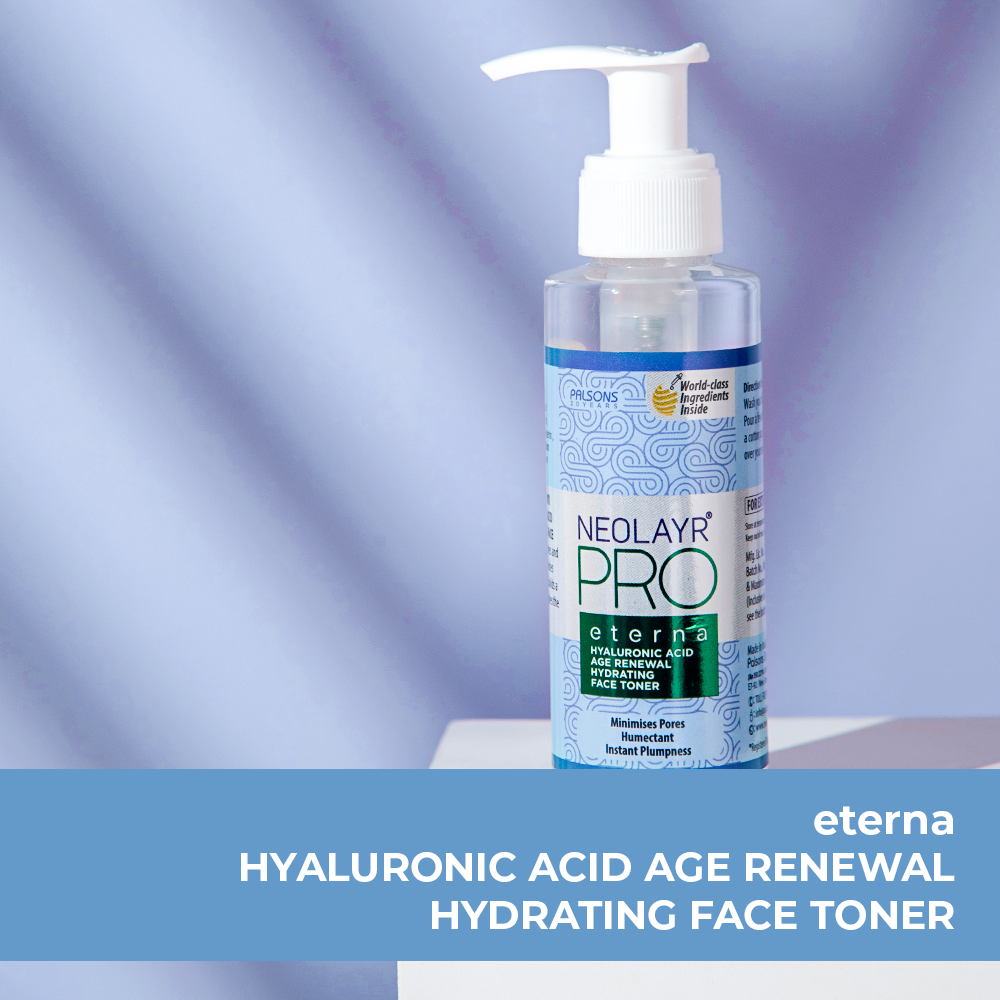 PALSONS
World-class
Ingredients
Inside
NEOLAYR®
PRO
eterna
HYALURONIC ACID
AGE RENEWAL
HYDRATING
FACE TONER
Minimises Pores
Humectant
Instant Plumpness
eterna
HYALURONIC ACID AGE RENEWAL
HYDRATING FACE TONER